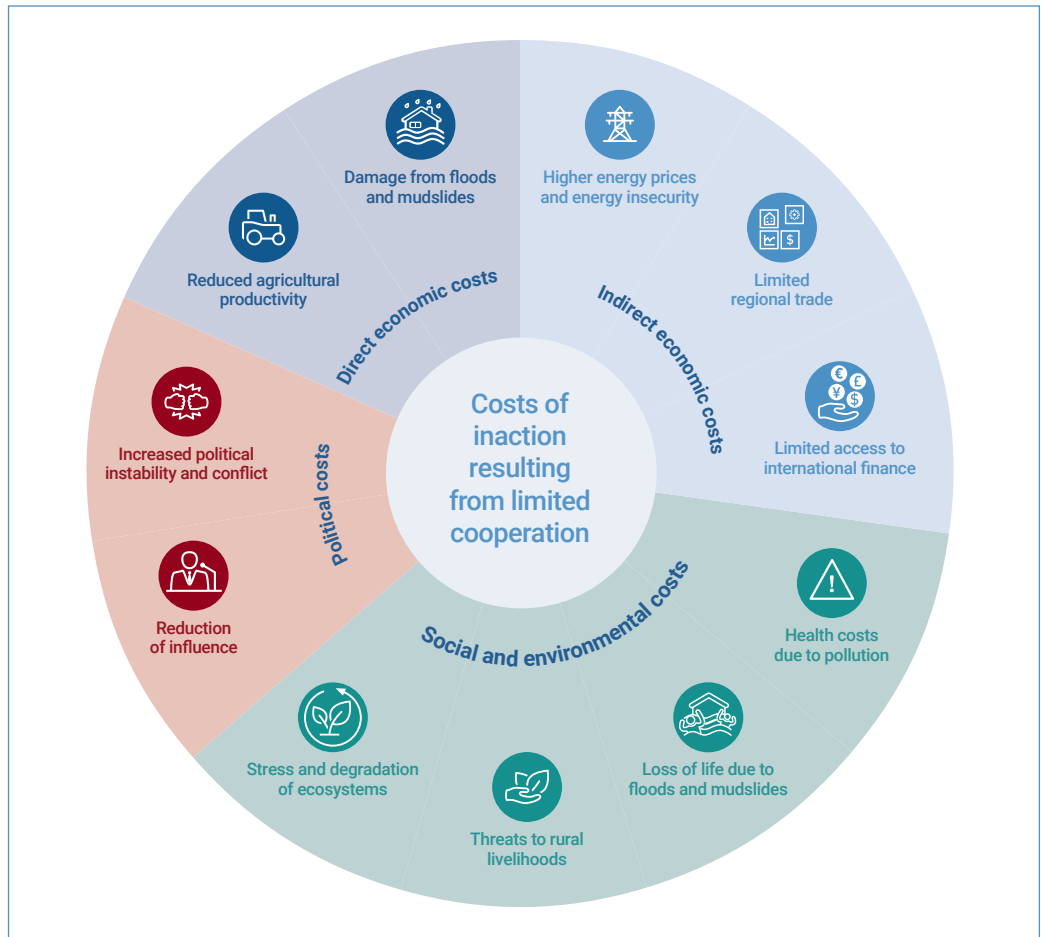 Costs of
inaction
resulting
from limited
cooperation
Direct economic costs
Damage from floods
and mudslides
Reduced agricultural
productivity
Indirect economic costs
Higher energy prices
and energy insecurity
Limited
regional trade
Limited access to
international finance
€
£
¥
$
$
Social and environmental costs
!
Health costs
due to pollution
Loss of life due to
floods and mudslides
Threats to rural
livelihoods
Stress and degradation
of ecosystems
Political costs
Increased political
instability and conflict
Reduction
of influence